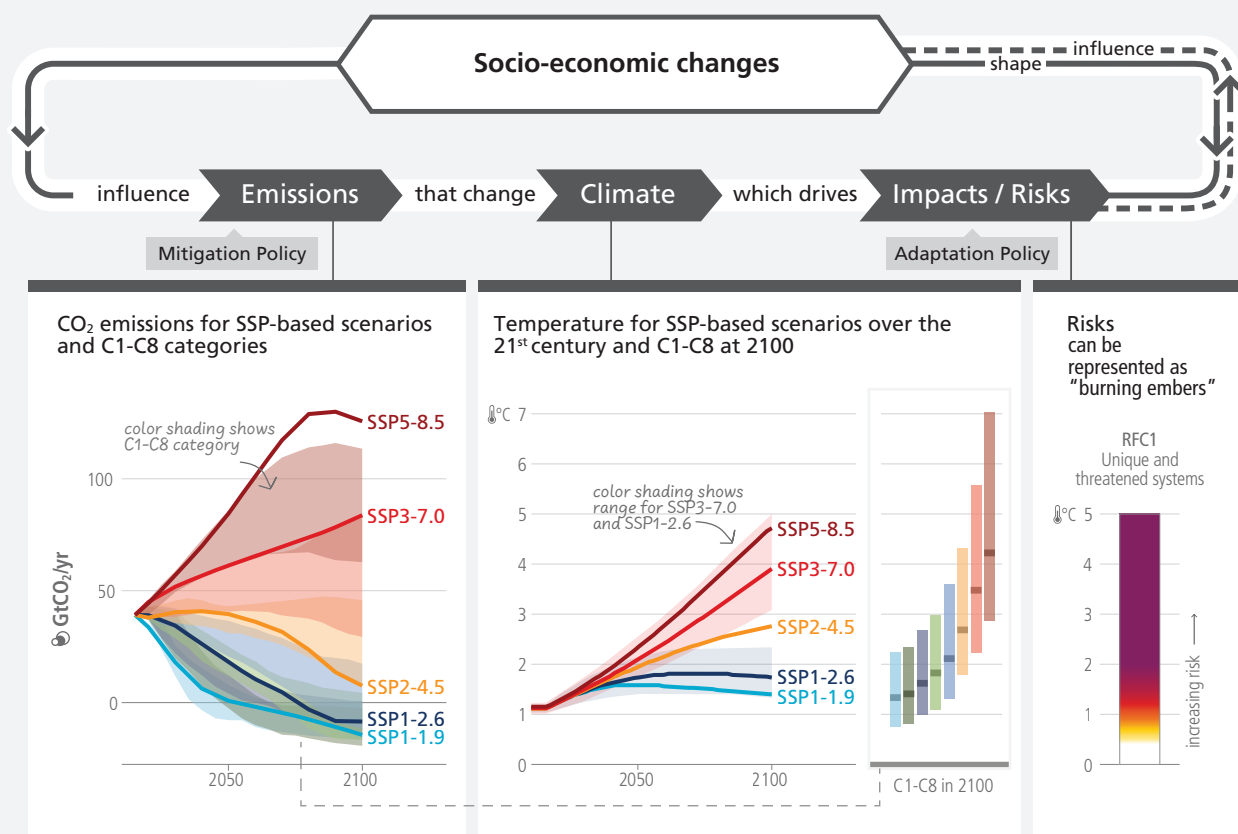 Socio-economic changes
influence
shape
influence
Emissions
that change
Climate
which drives
Impacts / Risks
Mitigation Policy
Adaptation Policy
CO₂ emissions for SSP-based scenarios
and C1-C8 categories
color shading shows
C1-C8 category
GtCO₂/yr
100
50
0
2050
2100
SSP5-8.5
SSP3-7.0
SSP2-4.5
SSP1-2.6
SSP1-1.9
Temperature for SSP-based scenarios over the
21st century and C1-C8 at 2100
°C 7
6
5
4
3
2
1
0
color shading shows
range for SSP3-7.0
and SSP1-2.6
SSP5-8.5
SSP3-7.0
SSP2-4.5
SSP1-2.6
SSP1-1.9
2050
2100
C1-C8 in 2100
Risks
can be
represented as
“burning embers”
RFC1
Unique and
threatened systems
°C 5
4
3
2
1
0
increasing risk